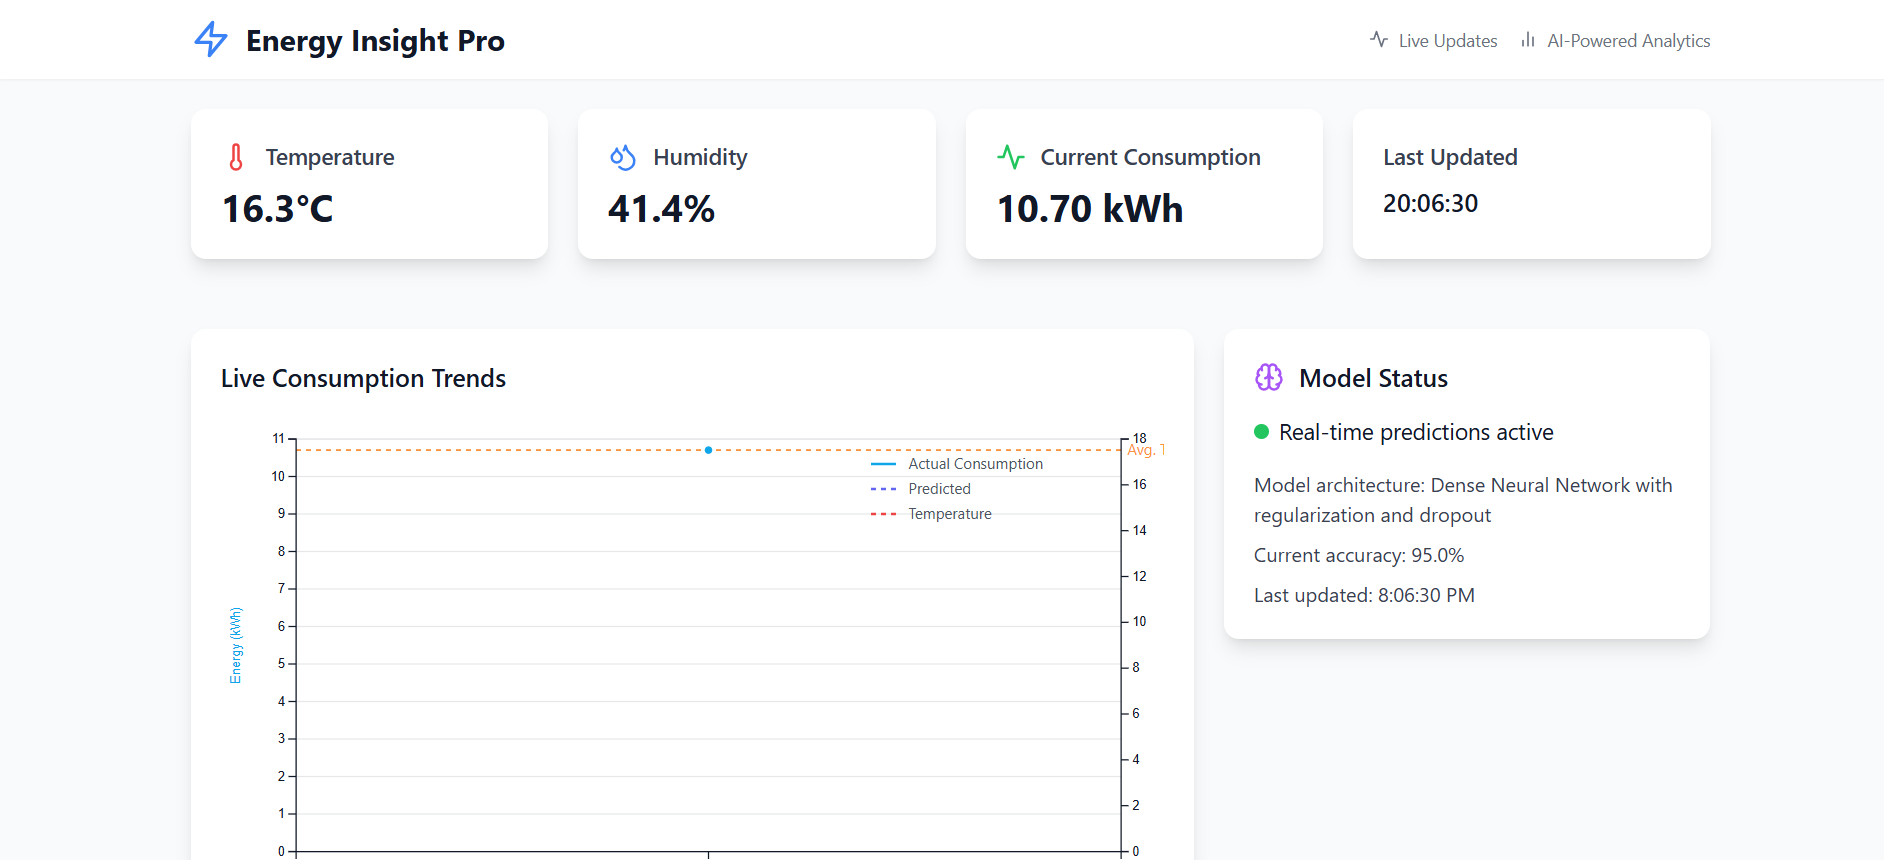 Energy Insight Pro
Live Updates
AI-Powered Analytics
Temperature
16.3°C
Humidity
41.4%
Current Consumption
10.70 kWh
Last Updated
20:06:30
Live Consumption Trends
11
10
9
8
7
6
5
4
3
2
1
0
Energy (kWh)
Actual Consumption
Predicted
Temperature
18
Avg.
16
14
12
10
8
6
4
2
0
Model Status
Real-time predictions active
Model architecture: Dense Neural Network with
regularization and dropout
Current accuracy: 95.0%
Last updated: 8:06:30 PM